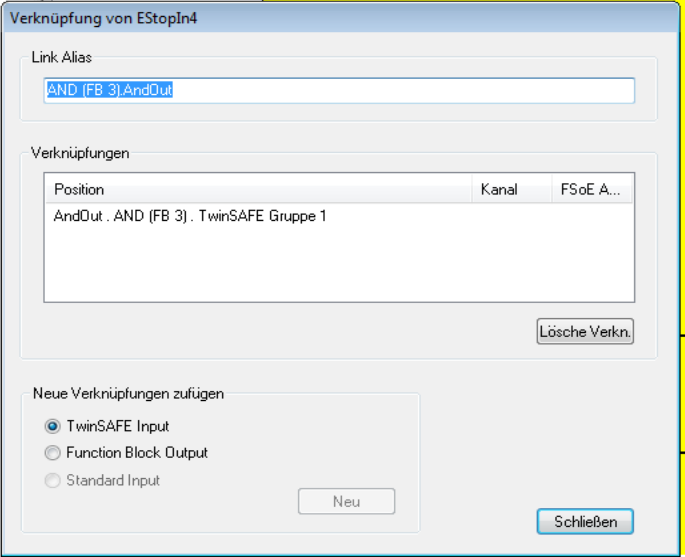 Verknüpfung von EStopIn4
Link Alias
AND (FB 3).AndOut
Verknüpfungen
Position Kanal FSoE A...
AndOut . AND (FB 3) . TwinSAFE Gruppe 1
Lösche Verkn.
Neue Verknüpfungen zufügen
TwinSAFE Input
Function Block Output
Standard Input
Neu
Schließen